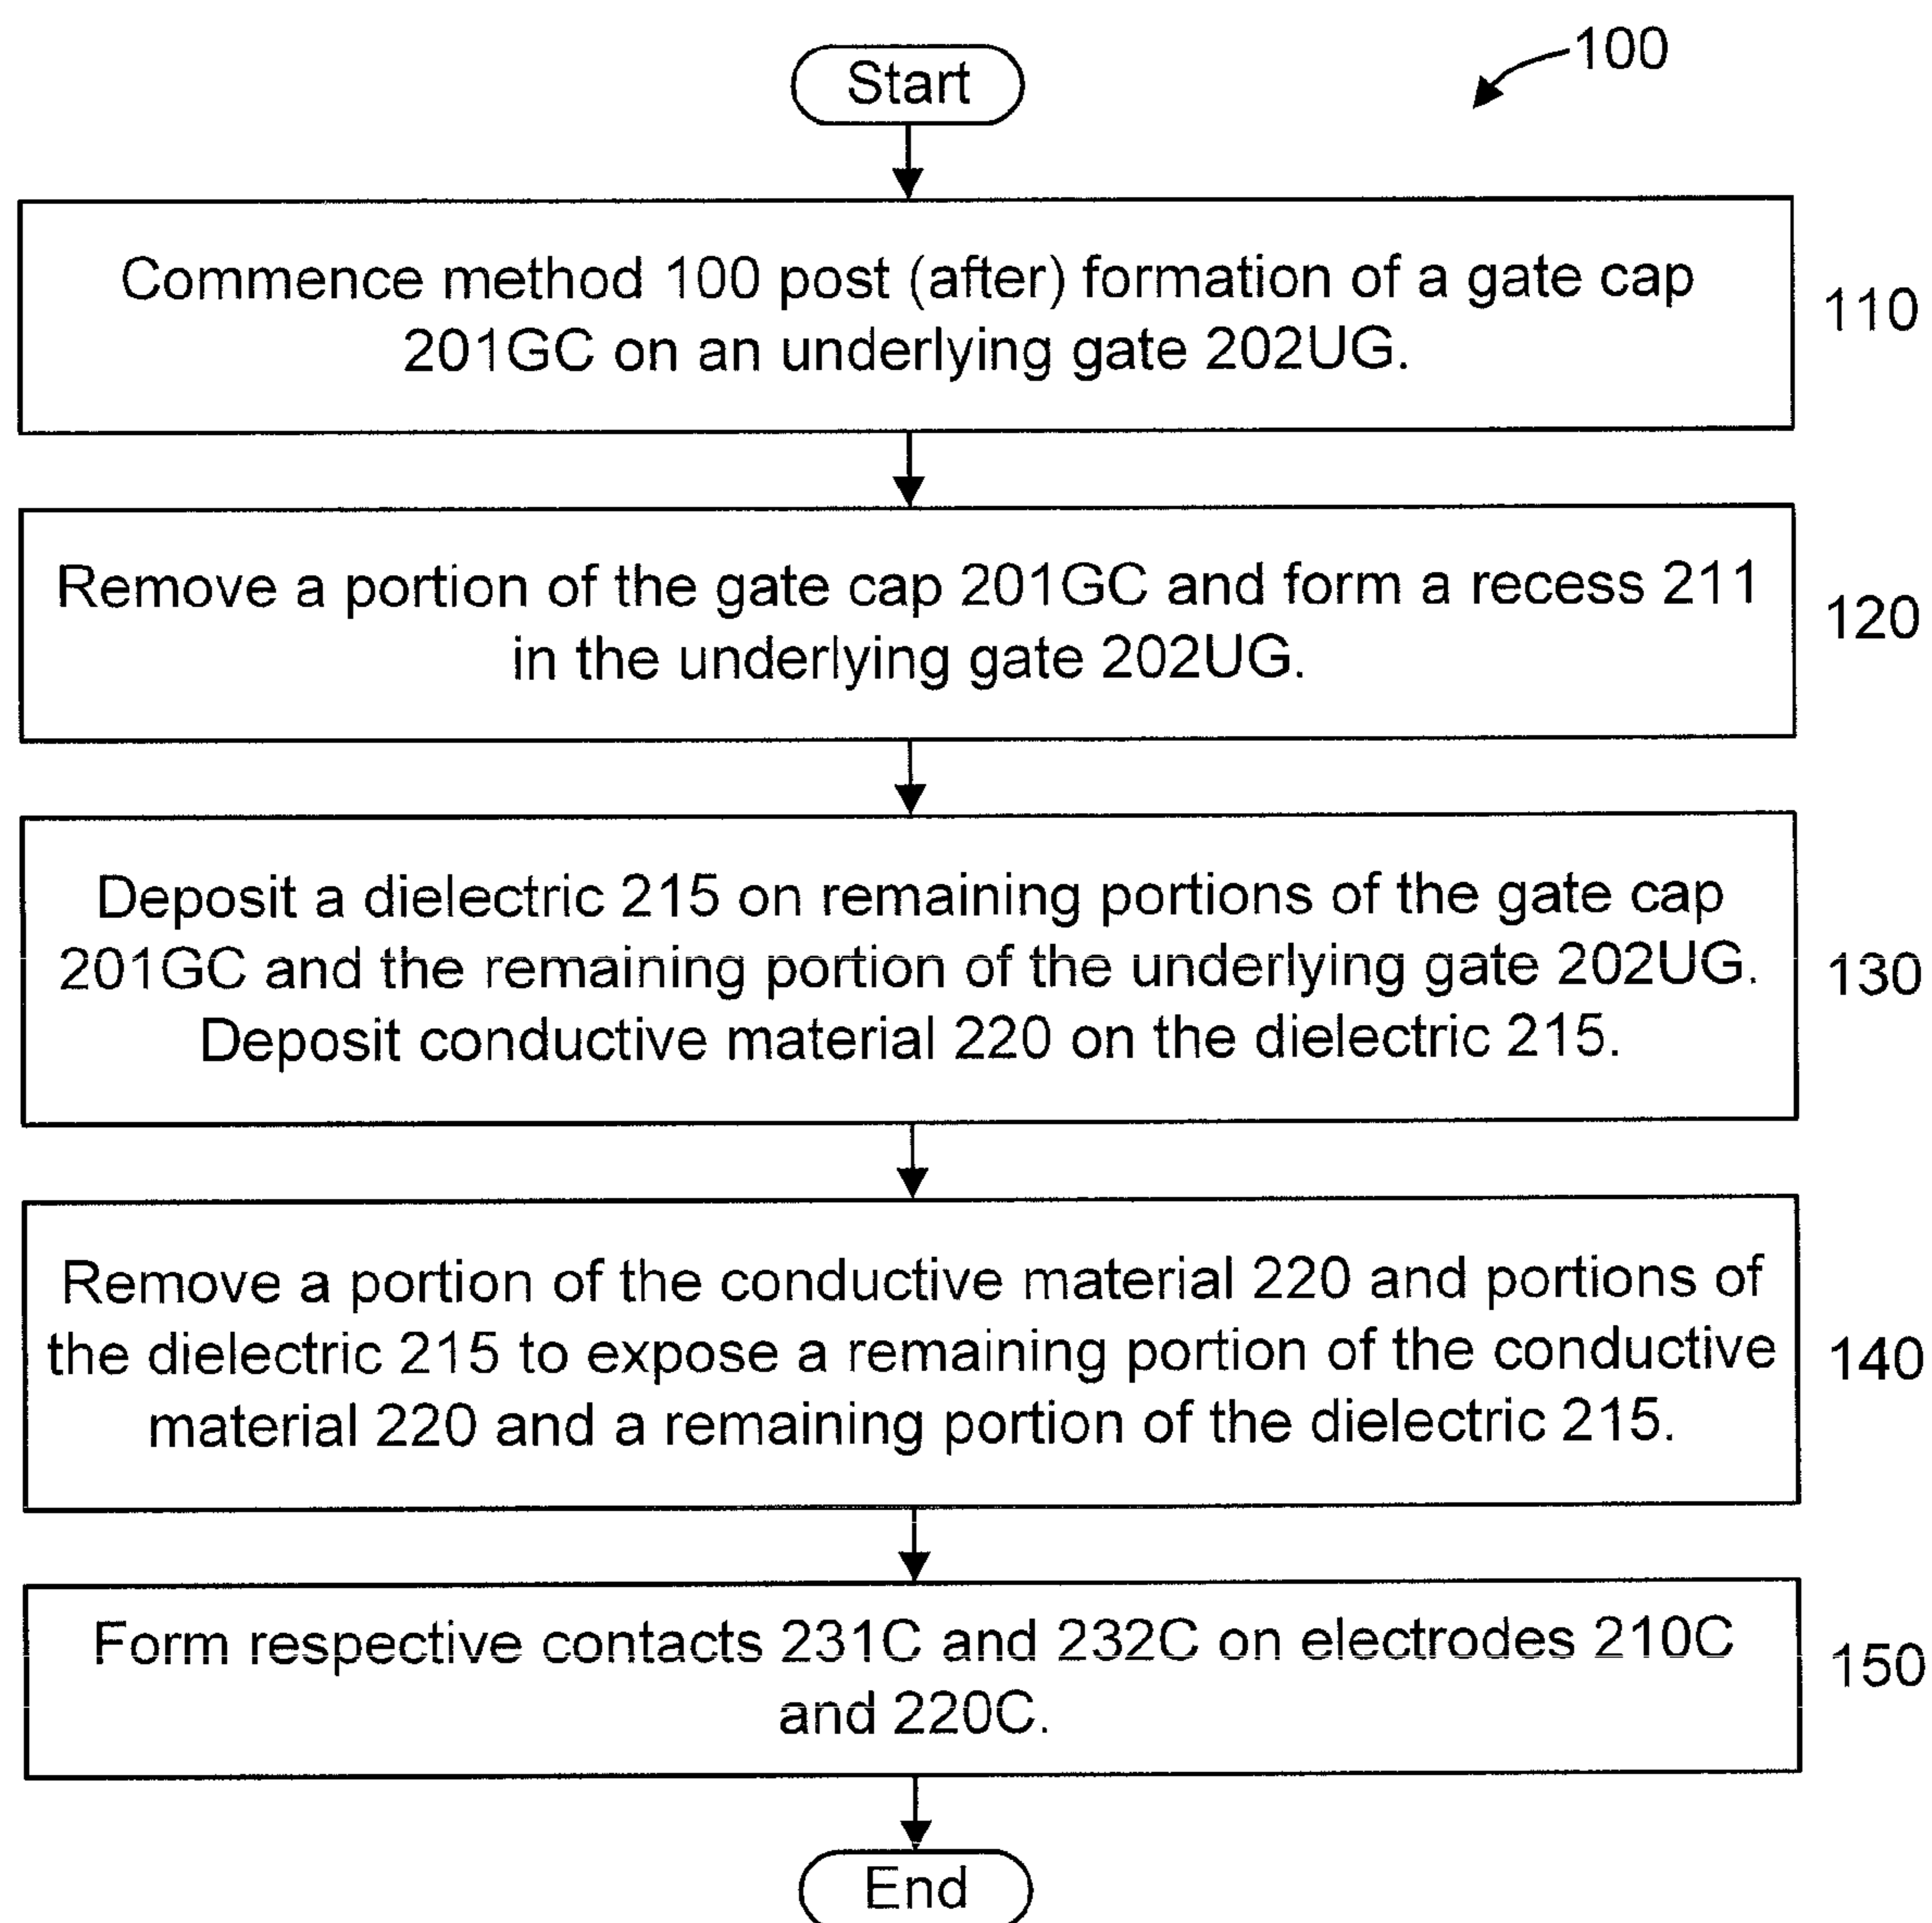 100
Start
Commence method 100 post (after) formation of a gate cap
201GC on an underlying gate 202UG.
110
Remove a portion of the gate cap 201GC and form a recess 211
in the underlying gate 202UG.
120
Deposit a dielectric 215 on remaining portions of the gate cap
201GC and the remaining portion of the underlying gate 202UG.
Deposit conductive material 220 on the dielectric 215.
130
Remove a portion of the conductive material 220 and portions of
the dielectric 215 to expose a remaining portion of the conductive
material 220 and a remaining portion of the dielectric 215.
140
Form respective contacts 231C and 232C on electrodes 210C
and 220C.
150
End